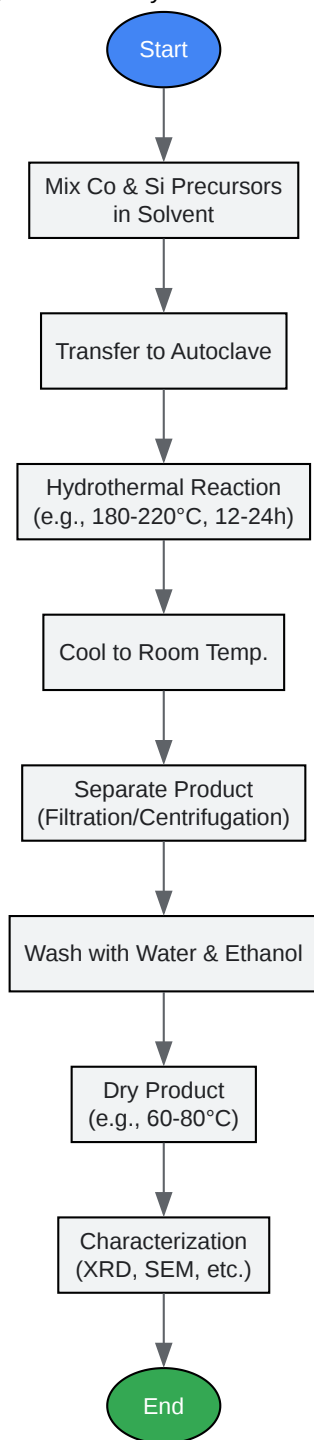 Start
Mix Co & Si Precursors
in Solvent
Transfer to Autoclave
Hydrothermal Reaction
(e.g., 180-220°C, 12-24h)
Cool to Room Temp.
Separate Product
(Filtration/Centrifugation)
Wash with Water & Ethanol
Dry Product
(e.g., 60-80°C)
Characterization
(XRD, SEM, etc.)
End